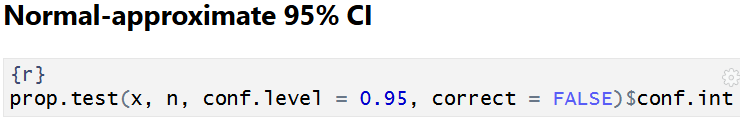 Normal-approximate 95% CI
{r}
prop.test(x, n, conf.level = 0.95, correct = FALSE)$conf.int